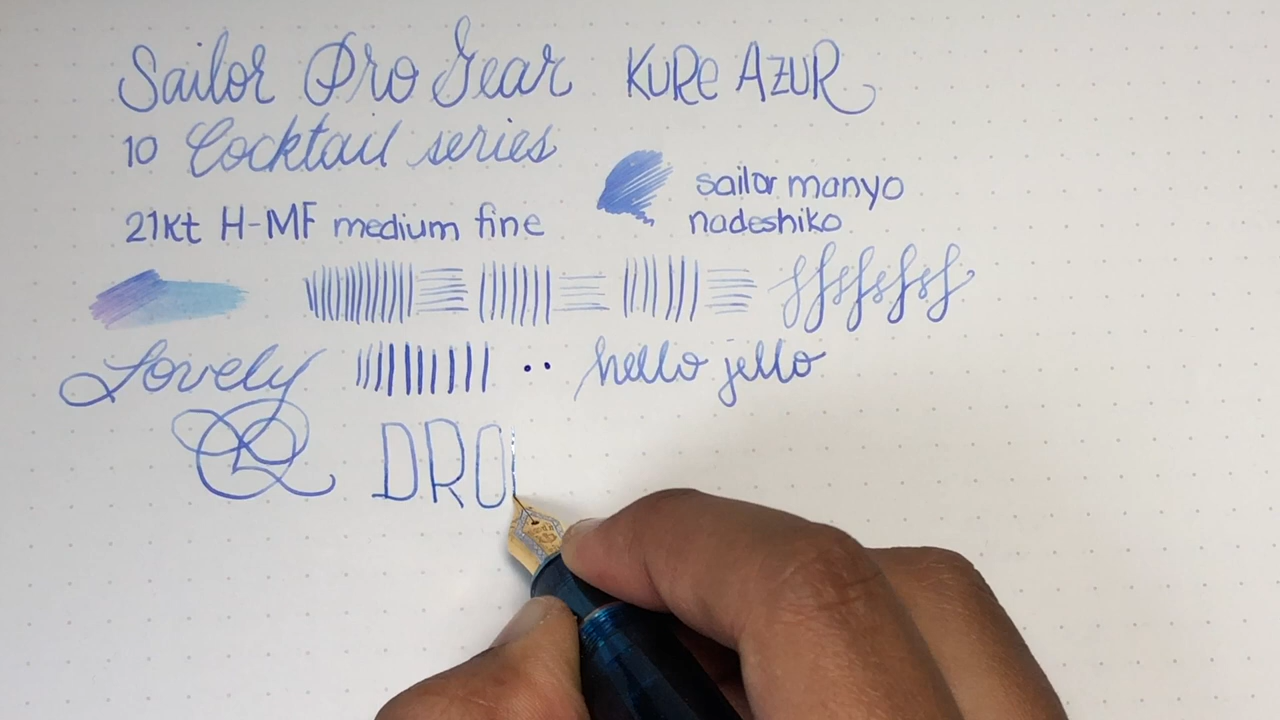 Sailor Pro Gear KURe AZUR
10 Cocktail series
sailor manyo
21Kt H-MF medium fine nadeshiko
fsfsfsfsf
Lovely hello jello
DRO